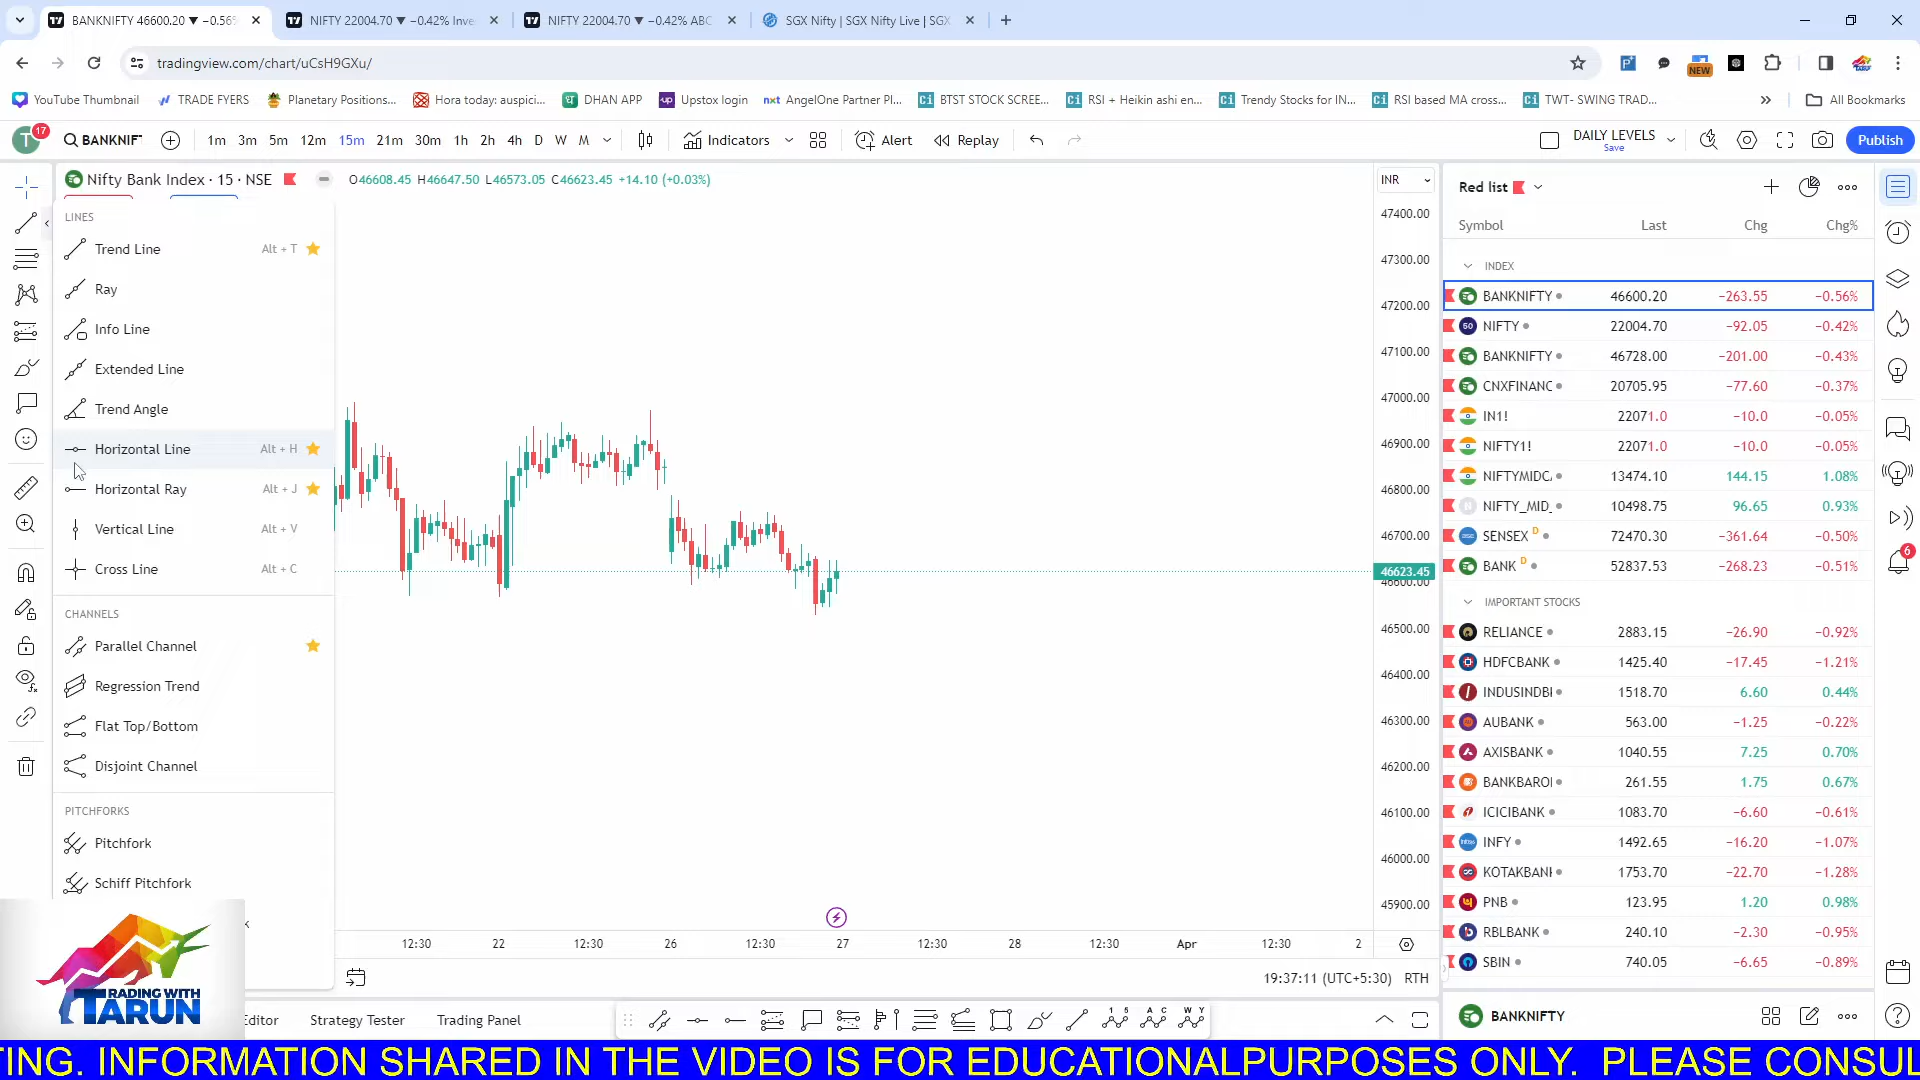 BANKNIFTY 46600.20 ▼ −0.56%
NIFTY 22004.70 ▼ −0.42% Inve
NIFTY 22004.70 ▼ −0.42% ABC
SGX Nifty | SGX Nifty Live | SGX
tradingview.com/chart/uCsH9GXu/
NEW
YouTube Thumbnail
TRADE FYERS
Planetary Positions...
Hora today: auspici...
DHAN APP
Upstox login
AngelOne Partner Pl...
BTST STOCK SCREE...
RSI + Heikin ashi en...
Trendy Stocks for IN...
RSI based MA cross...
TWT- SWING TRAD...
All Bookmarks
T 17
BANKNIF
1m 3m 5m 12m 15m 21m 30m 1h 2h 4h D W M
Indicators
Alert
Replay
DAILY LEVELS
Save
Publish
Nifty Bank Index · 15 · NSE
O46608.45 H46647.50 L46573.05 C46623.45 +14.10 (+0.03%)
INR
LINES
Trend Line Alt + T
Ray
Info Line
Extended Line
Trend Angle
Horizontal Line Alt + H
Horizontal Ray Alt + J
Vertical Line Alt + V
Cross Line Alt + C
CHANNELS
Parallel Channel
Regression Trend
Flat Top/Bottom
Disjoint Channel
PITCHFORKS
Pitchfork
Schiff Pitchfork
47400.00
47300.00
47200.00
47100.00
47000.00
46900.00
46800.00
46700.00
46623.45
46600.00
46500.00
46400.00
46300.00
46200.00
46100.00
46000.00
45900.00
12:30 22 12:30 26 12:30 27 12:30 28 12:30 Apr 12:30 2
19:37:11 (UTC+5:30) RTH
Editor
Strategy Tester
Trading Panel
Red list
Symbol Last Chg Chg%
INDEX
BANKNIFTY 46600.20 −263.55 −0.56%
NIFTY 22004.70 −92.05 −0.42%
BANKNIFTY 46728.00 −201.00 −0.43%
CNXFINANC 20705.95 −77.60 −0.37%
IN1! 22071.0 −10.0 −0.05%
NIFTY1! 22071.0 −10.0 −0.05%
NIFTYMIDC 13474.10 144.15 1.08%
NIFTY_MID_ 10498.75 96.65 0.93%
SENSEX D 72470.30 −361.64 −0.50%
BANK D 52837.53 −268.23 −0.51%
IMPORTANT STOCKS
RELIANCE 2883.15 −26.90 −0.92%
HDFCBANK 1425.40 −17.45 −1.21%
INDUSINDB 1518.70 6.60 0.44%
AUBANK 563.00 −1.25 −0.22%
AXISBANK 1040.55 7.25 0.70%
BANKBARO 261.55 1.75 0.67%
ICICIBANK 1083.70 −6.60 −0.61%
INFY 1492.65 −16.20 −1.07%
KOTAKBAN 1753.70 −22.70 −1.28%
PNB 123.95 1.20 0.98%
RBLBANK 240.10 −2.30 −0.95%
SBIN 740.05 −6.65 −0.89%
BANKNIFTY
6
TRADING WITH
TARUN
TING. INFORMATION SHARED IN THE VIDEO IS FOR EDUCATIONALPURPOSES ONLY. PLEASE CONSUL